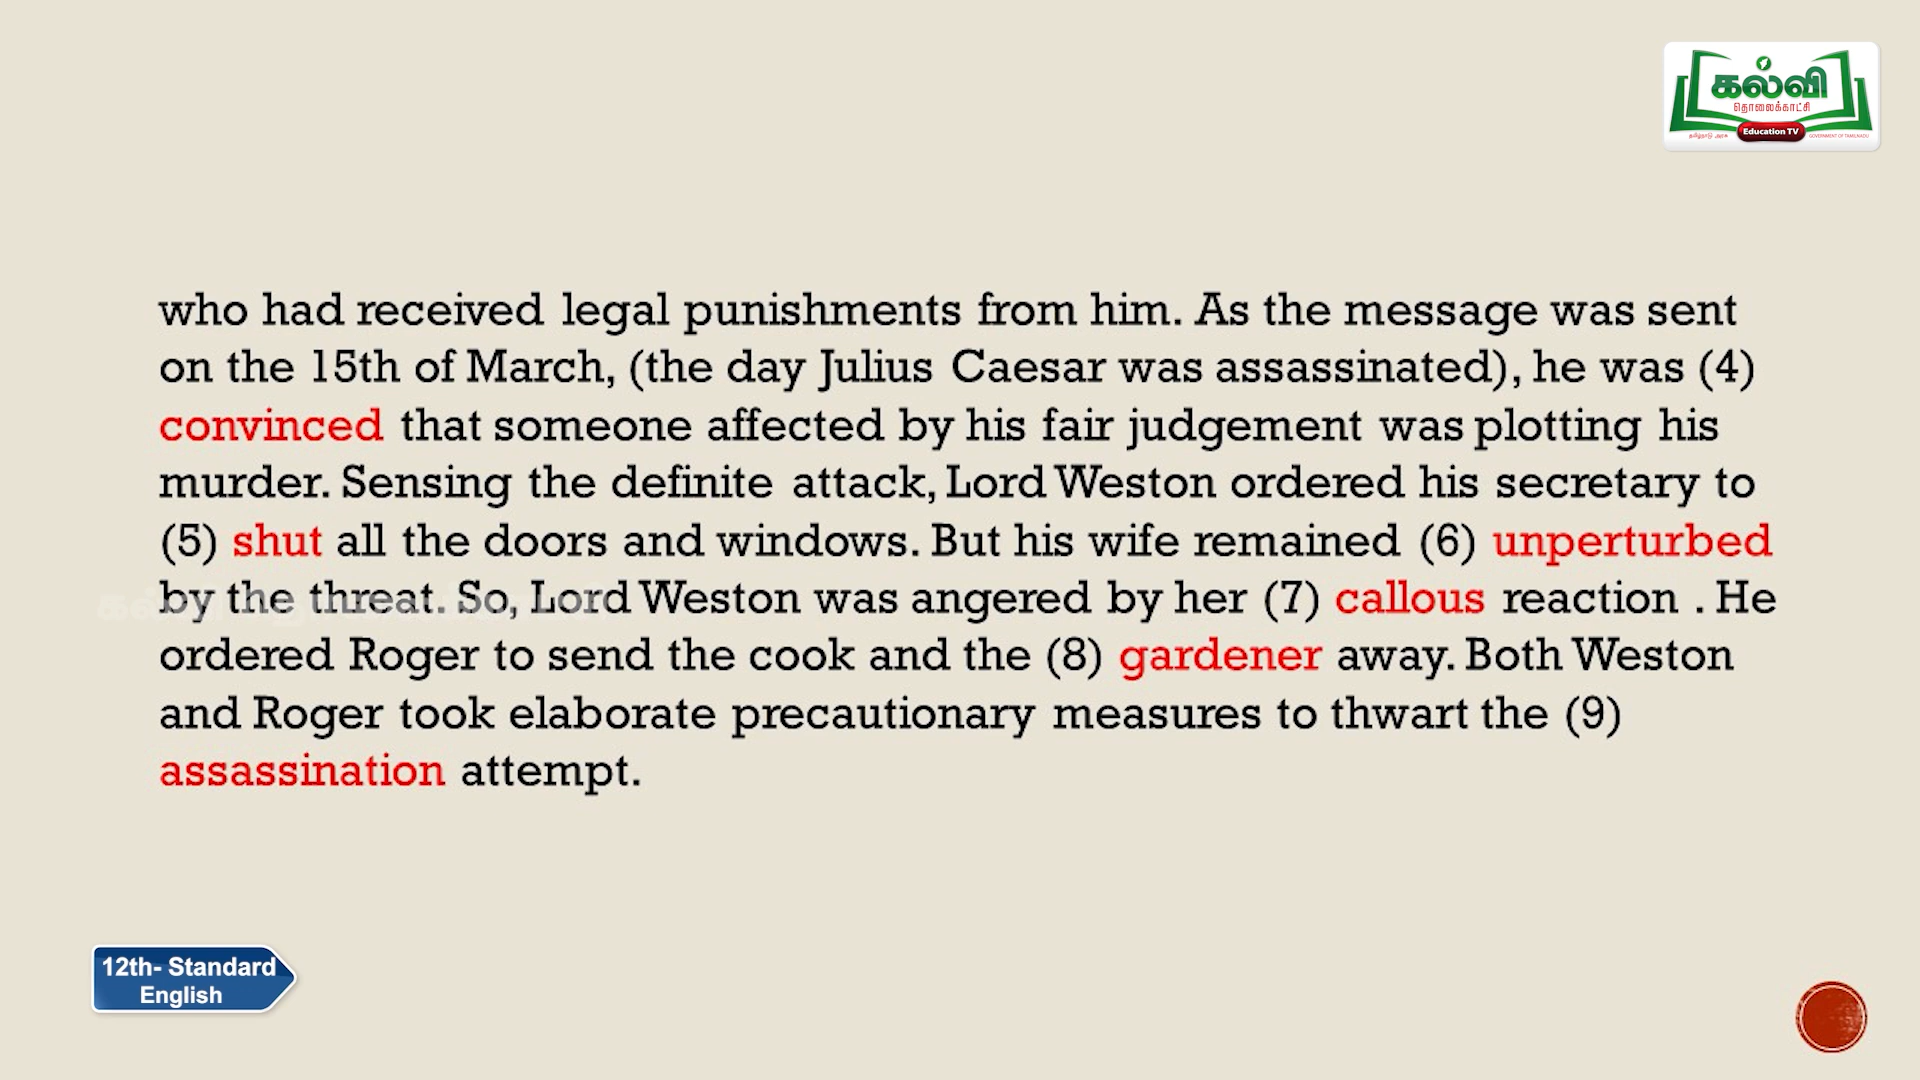 கல்வி
தொலைக்காட்சி
தமிழ்நாடு அரசு Education TV GOVERNMENT OF TAMILNADU
who had received legal punishments from him. As the message was sent
on the 15th of March, (the day Julius Caesar was assassinated), he was (4)
convinced that someone affected by his fair judgement was plotting his
murder. Sensing the definite attack, Lord Weston ordered his secretary to
(5) shut all the doors and windows. But his wife remained (6) unperturbed
by the threat. So, Lord Weston was angered by her (7) callous reaction . He
ordered Roger to send the cook and the (8) gardener away. Both Weston
and Roger took elaborate precautionary measures to thwart the (9)
assassination attempt.
12th- Standard
English